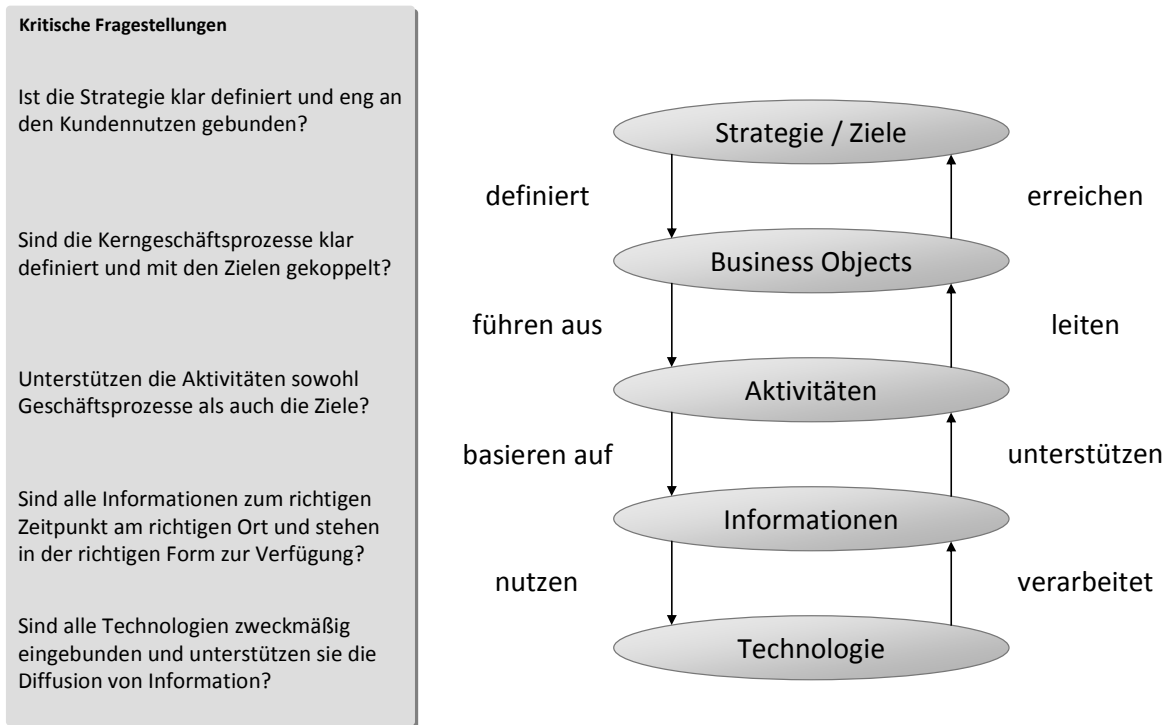 Kritische Fragestellungen
Ist die Strategie klar definiert und eng an
den Kundennutzen gebunden?
Sind die Kerngeschäftsprozesse klar
definiert und mit den Zielen gekoppelt?
Unterstützen die Aktivitäten sowohl
Geschäftsprozesse als auch die Ziele?
Sind alle Informationen zum richtigen
Zeitpunkt am richtigen Ort und stehen
in der richtigen Form zur Verfügung?
Sind alle Technologien zweckmäßig
eingebunden und unterstützen sie die
Diffusion von Information?
Strategie / Ziele
definiert
erreichen
Business Objects
führen aus
leiten
Aktivitäten
basieren auf
unterstützen
Informationen
nutzen
verarbeitet
Technologie